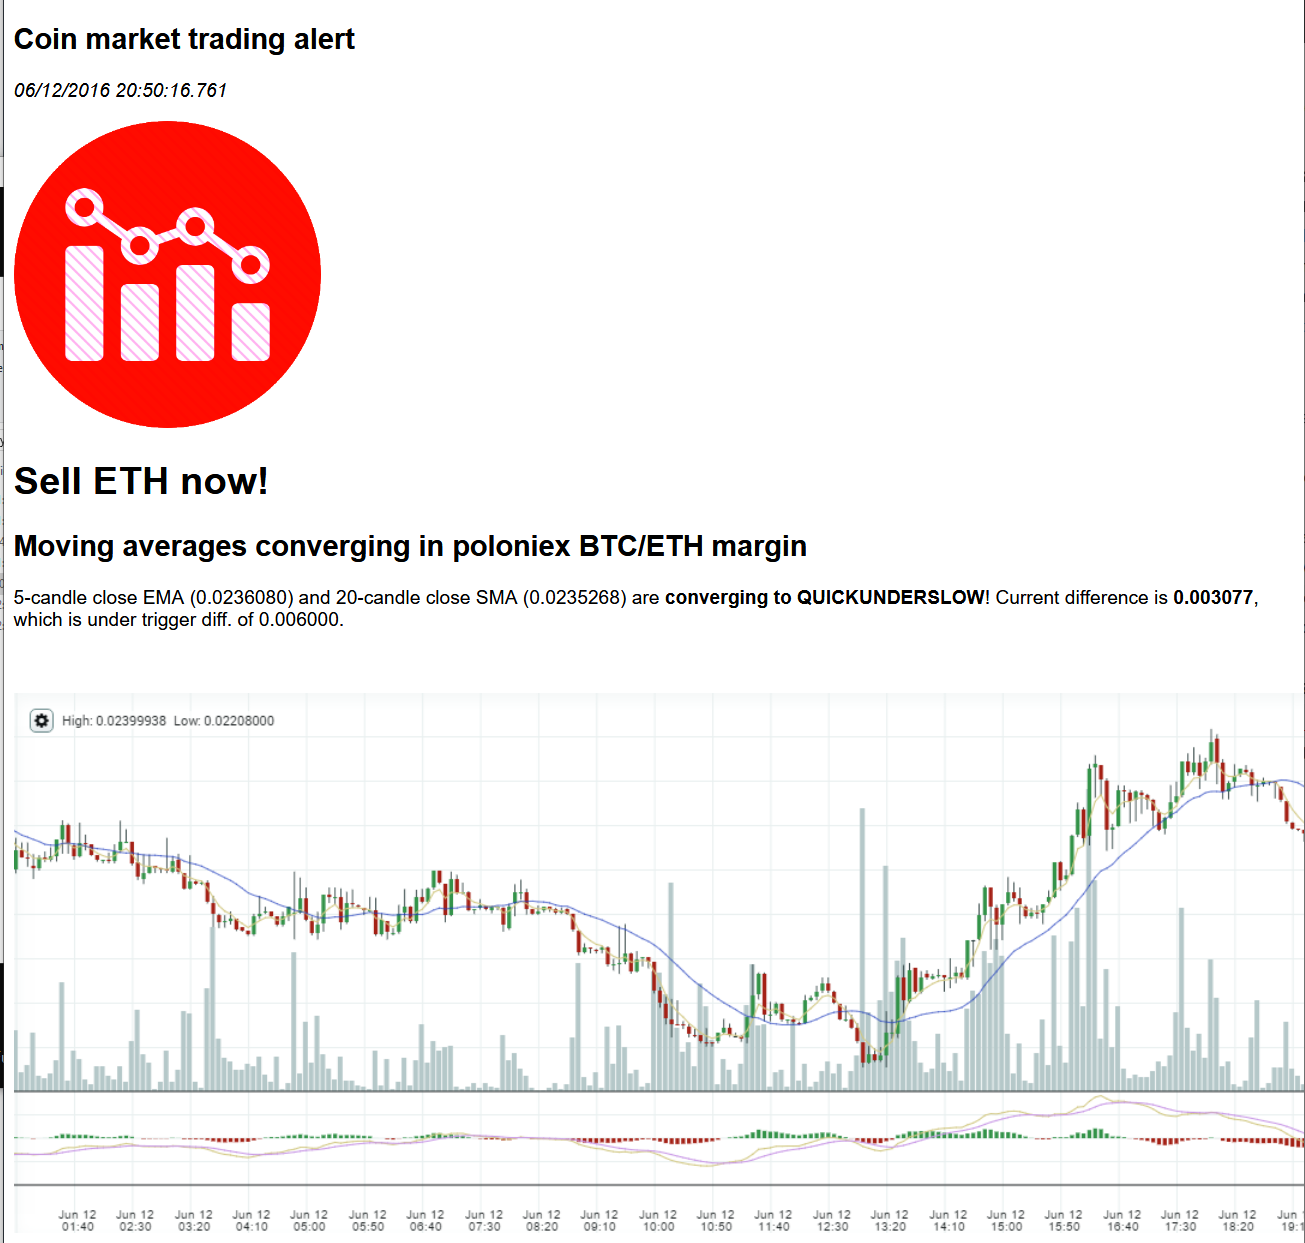 Coin market trading alert
06/12/2016 20:50:16.761
Sell ETH now!
Moving averages converging in poloniex BTC/ETH margin
5-candle close EMA (0.0236080) and 20-candle close SMA (0.0235268) are converging to QUICKUNDERSLOW! Current difference is 0.003077,
which is under trigger diff. of 0.006000.
High: 0.02399938 Low: 0.02208000
Jun 12 Jun 12 Jun 12 Jun 12 Jun 12 Jun 12 Jun 12 Jun 12 Jun 12 Jun 12 Jun 12 Jun 12 Jun 12 Jun 12 Jun 12 Jun 12 Jun 12 Jun 12 Jun 12 Jun 12 Jun 12 Jun
01:40 02:30 03:20 04:10 05:00 05:50 06:40 07:30 08:20 09:10 10:00 10:50 11:40 12:30 13:20 14:10 15:00 15:50 16:40 17:30 18:20 19:1